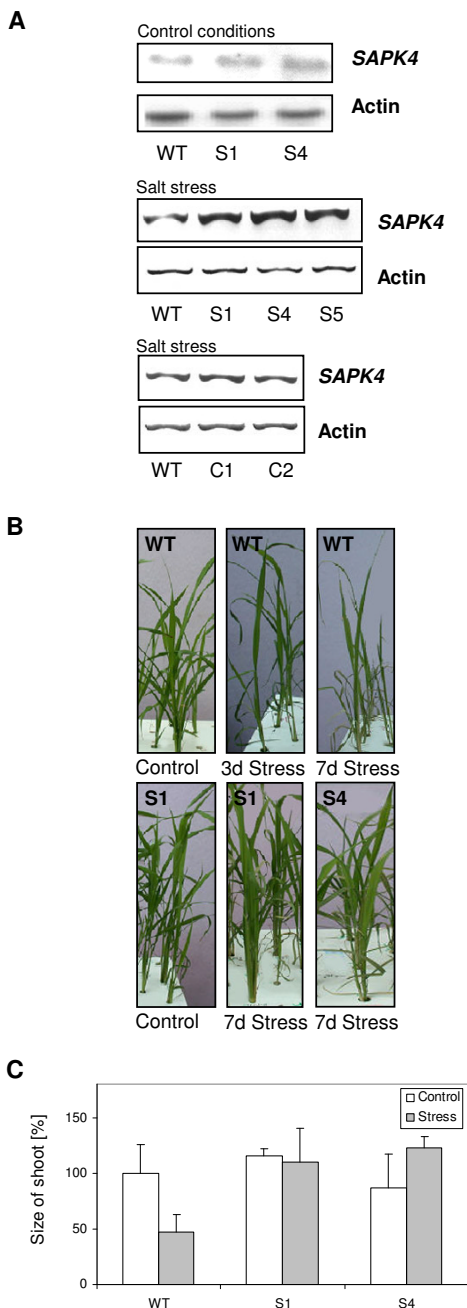 A
Control conditions
SAPK4
Actin
WT S1 S4
Salt stress
SAPK4
Actin
WT S1 S4 S5
Salt stress
SAPK4
Actin
WT C1 C2
B
WT WT WT
Control 3d Stress 7d Stress
S1 S1 S4
Control 7d Stress 7d Stress
C
Control
Stress
Size of shoot [%]
150
100
50
0
WT S1 S4